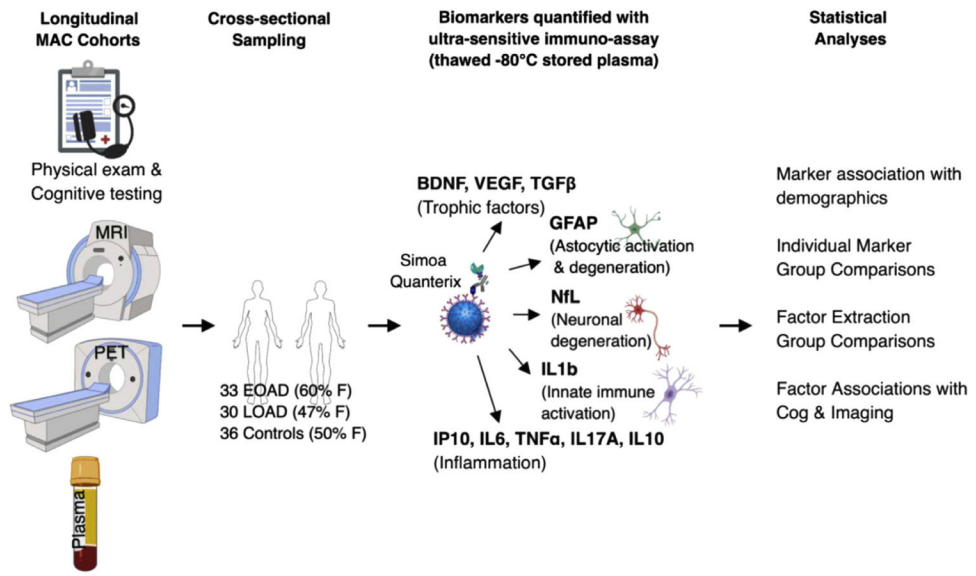 Longitudinal
MAC Cohorts
Physical exam &
Cognitive testing
MRI
PET
Plasma
Cross-sectional
Sampling
33 EOAD (60% F)
30 LOAD (47% F)
36 Controls (50% F)
Biomarkers quantified with
ultra-sensitive immuno-assay
(thawed -80°C stored plasma)
BDNF, VEGF, TGFβ
(Trophic factors)
Simoa
Quanterix
GFAP
(Astocytic activation
& degeneration)
NfL
(Neuronal
degeneration)
IL1b
(Innate immune
activation)
IP10, IL6, TNFα, IL17A, IL10
(Inflammation)
Statistical
Analyses
Marker association with
demographics
Individual Marker
Group Comparisons
Factor Extraction
Group Comparisons
Factor Associations with
Cog & Imaging